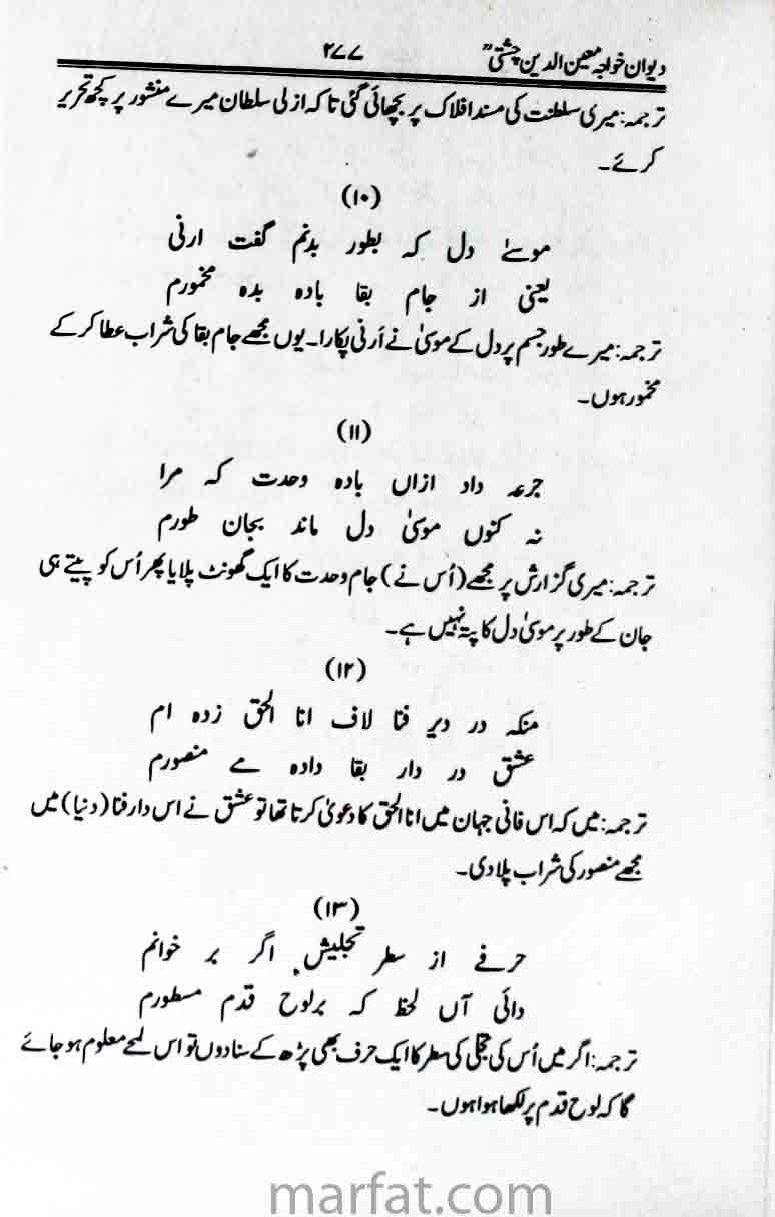 دیوان خواجہ معین الدین چشتیؒ ۲۷۷
ترجمہ: میری سلطنت کی مسند افلاک پر بچھائی گئی تاکہ ازلی سلطان میرے منشور پر کچھ تحریر
کرئے۔
(۱۰)
موسئے دل کہ بطور بدنم گفت ارنی
یعنی از جام بقا بادہ بدہ مخمورم
ترجمہ: میرے طور جسم پر دل کے موسیٰ نے اَرنی پکارا۔ یوں مجھے جام بقا کی شراب عطا کر کے
مخمور ہوں۔
(۱۱)
جرعہ داد ازاں بادہ وحدت کہ مرا
نہ کنوں موسیٰ دل ماند بجان طورم
ترجمہ: میری گزارش پر مجھے (اُس نے) جام وحدت کا ایک گھونٹ پلایا پھر اُس کو پیتے ہی
جان کے طور پر موسیٰ دل کا پتہ نہیں ہے۔
(۱۲)
منکہ در دیر فنا لاف انا الحق زدہ ام
عشق در دار بقا دادہ مے منصورم
ترجمہ: میں کہ اس فانی جہان میں انا الحق کا دعویٰ کرتا تھا تو عشق نے اس دار فنا (دنیا) میں
مجھے منصور کی شراب پلا دی۔
(۱۳)
حرفے از سطر تجلیش اگر بر خوانم
دانی آں لحظ کہ برلوح قدم مسطورم
ترجمہ: اگر میں اُس کی تجلی کی سطر کا ایک حرف بھی پڑھ کے سنادوں تو اس لمحے معلوم ہو جائے
گا کہ لوح قدم پر لکھا ہوا ہوں۔
marfat.com